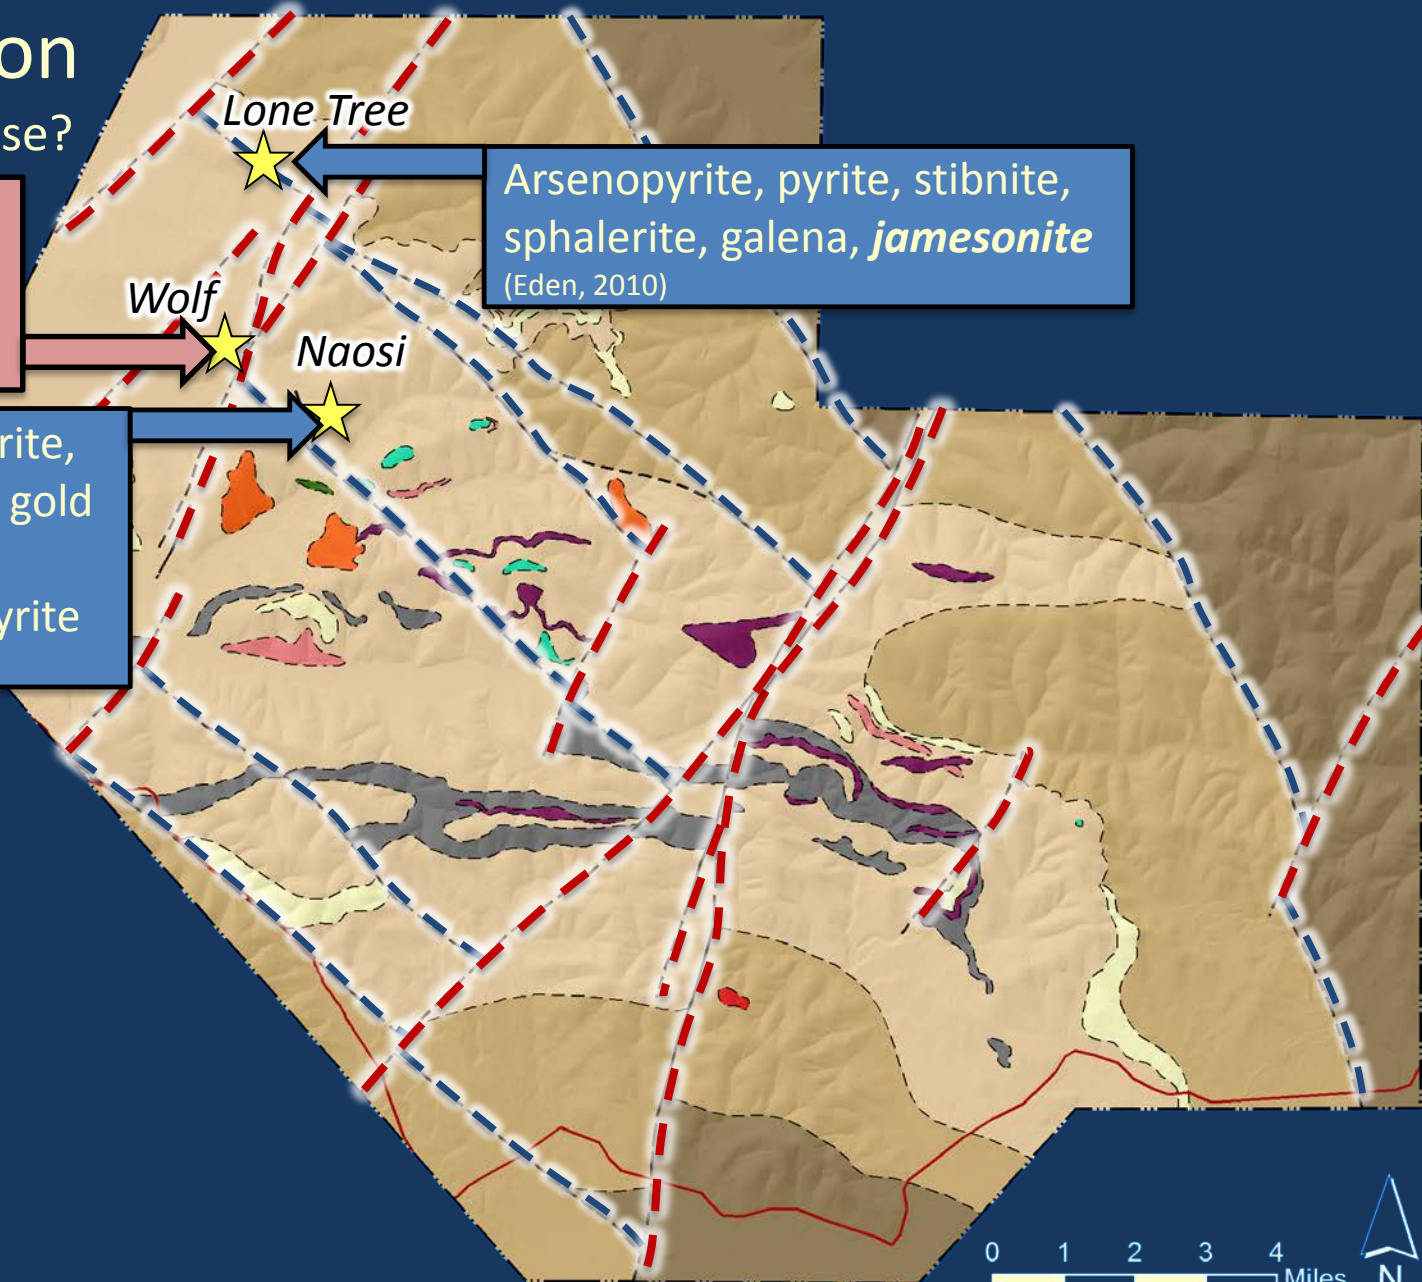 on
se?
Lone Tree
Arsenopyrite, pyrite, stibnite,
sphalerite, galena, jamesonite
(Eden, 2010)
Wolf
Naosi
rite,
gold
yrite
0 1 2 3 4
Miles
N